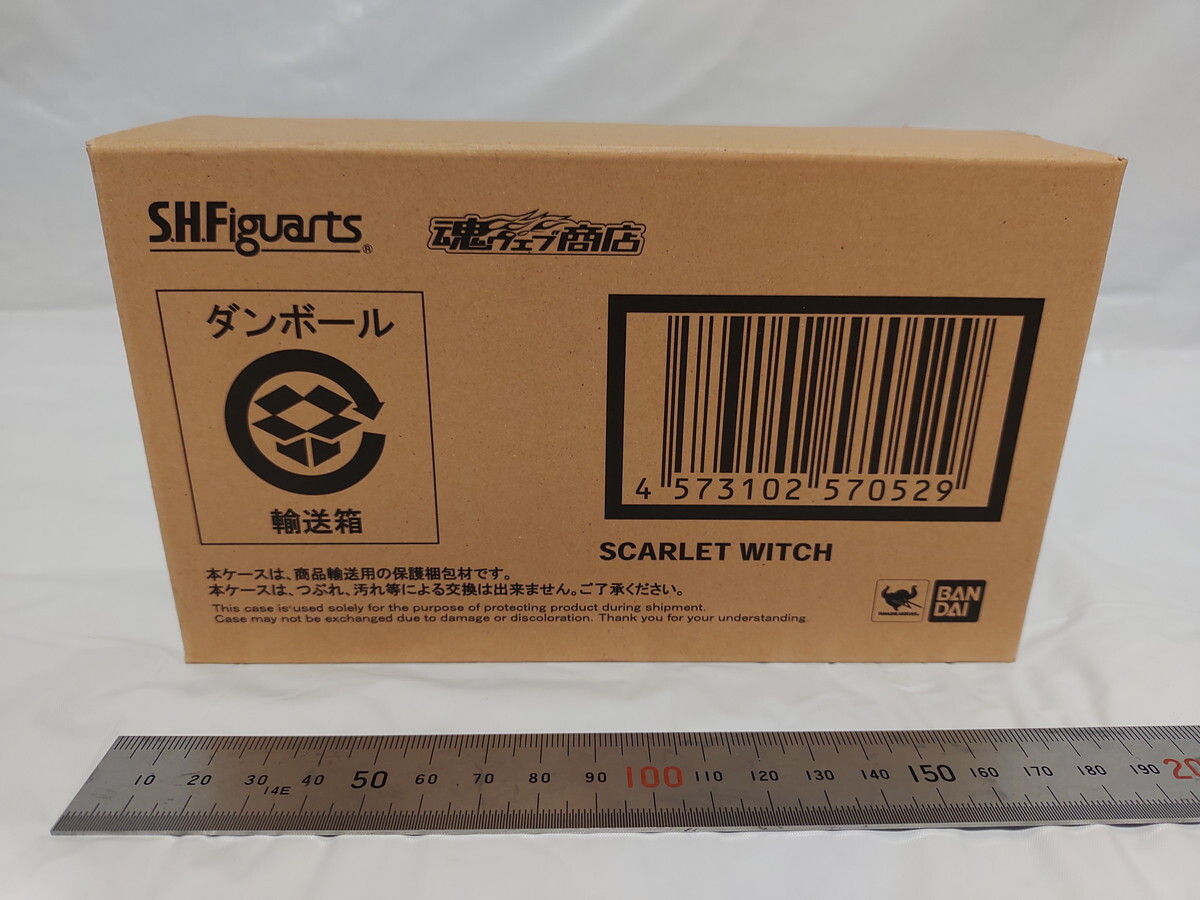 S.H.Figuarts®
魂ウェブ商店
ダンボール
輸送箱
4 573102 570529
SCARLET WITCH
本ケースは、商品輸送用の保護梱包材です。
本ケースは、つぶれ、汚れ等による交換は出来ません。ご了承ください。
This case is used solely for the purpose of protecting product during shipment.
Case may not be exchanged due to damage or discoloration. Thank you for your understanding.
BAN
DAI
10 20 30 40 50 60 70 80 90 100 110 120 130 140 150 160 170 180 190 20
14E